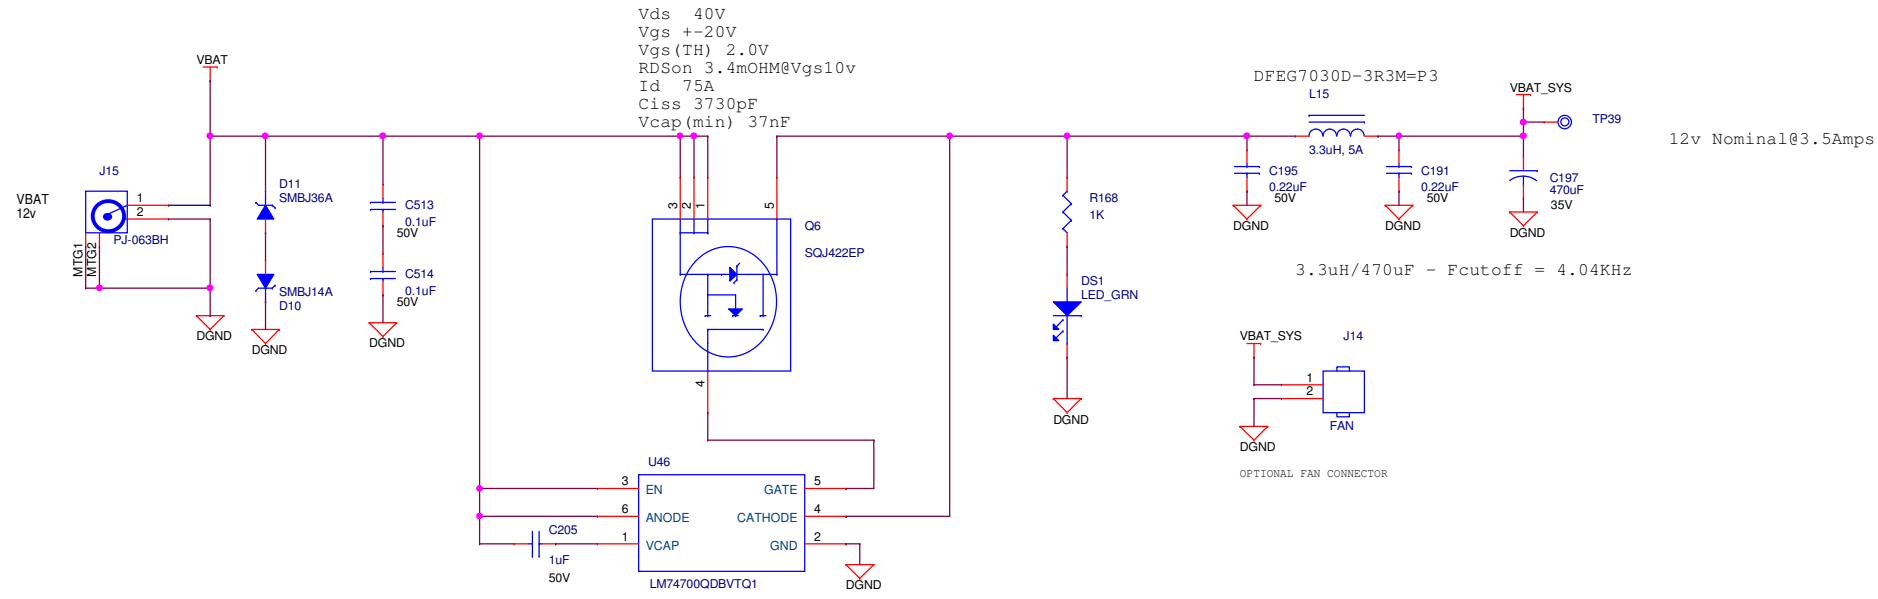 Vds 40V
Vgs +-20V
Vgs(TH) 2.0V
RDSon 3.4mOHM@Vgs10v
Id 75A
Ciss 3730pF
Vcap(min) 37nF
VBAT
J15
VBAT
12v
1
2
PJ-063BH
MTG1
MTG2
DGND
D11
SMBJ36A
SMBJ14A
D10
DGND
C513
0.1uF
50V
C514
0.1uF
50V
DGND
3
2
1
5
Q6
SQJ422EP
4
U46
3
EN
6
ANODE
1
VCAP
GATE
5
CATHODE
4
GND
2
LM74700QDBVTQ1
C205
1uF
50V
DGND
R168
1K
DS1
LED_GRN
DGND
DFEG7030D-3R3M=P3
L15
3.3uH, 5A
C195
0.22uF
50V
DGND
C191
0.22uF
50V
DGND
VBAT_SYS
TP39
C197
470uF
35V
DGND
12v Nominal@3.5Amps
3.3uH/470uF - Fcutoff = 4.04KHz
VBAT_SYS
J14
1
2
FAN
DGND
OPTIONAL FAN CONNECTOR